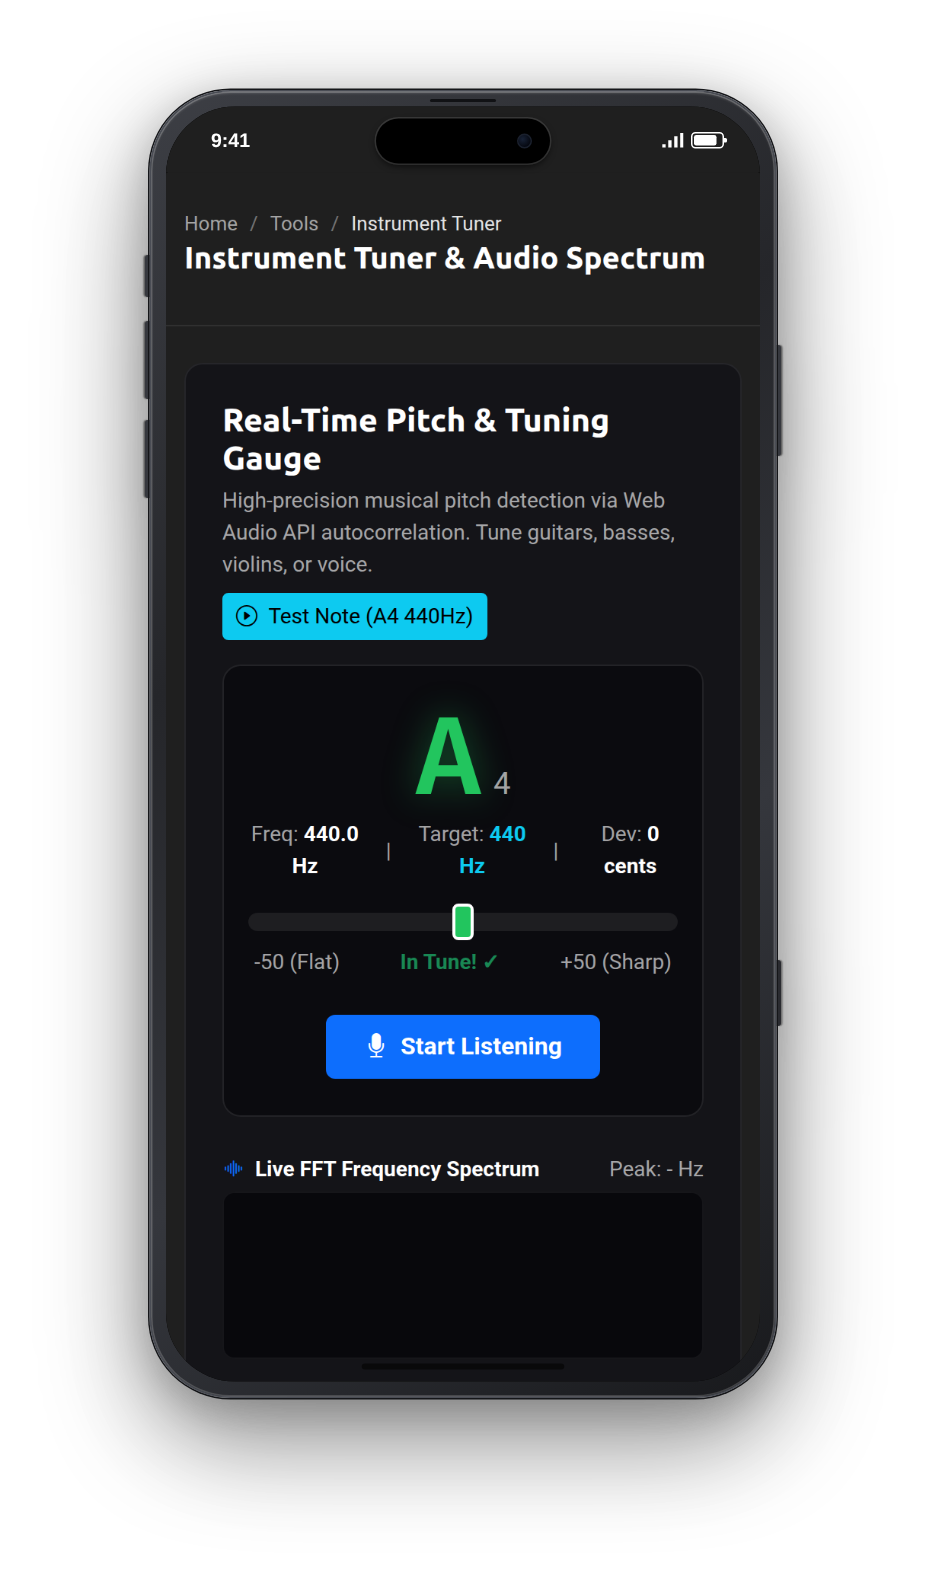 9:41
Home / Tools / Instrument Tuner
Instrument Tuner & Audio Spectrum
Real-Time Pitch & Tuning
Gauge
High-precision musical pitch detection via Web
Audio API autocorrelation. Tune guitars, basses,
violins, or voice.
Test Note (A4 440Hz)
A 4
Freq: 440.0 Hz | Target: 440 Hz | Dev: 0 cents
-50 (Flat) In Tune! ✓ +50 (Sharp)
Start Listening
Live FFT Frequency Spectrum Peak: - Hz